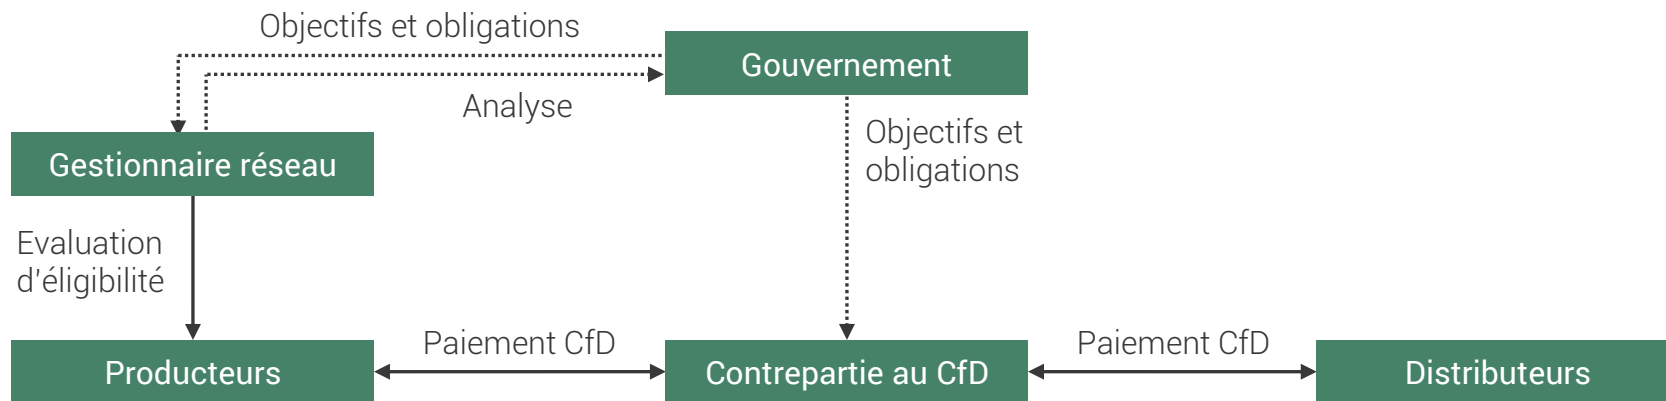 Objectifs et obligations
Gouvernement
Analyse
Objectifs et
obligations
Gestionnaire réseau
Evaluation
d'éligibilité
Paiement CfD
Paiement CfD
Producteurs
Contrepartie au CfD
Distributeurs